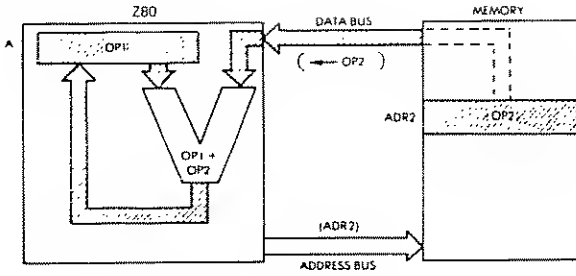 Z80
DATA BUS
MEMORY
A
OP1
( ← OP2 )
ADR2
OP2
OP1 +
OP2
(ADR2)
ADDRESS BUS